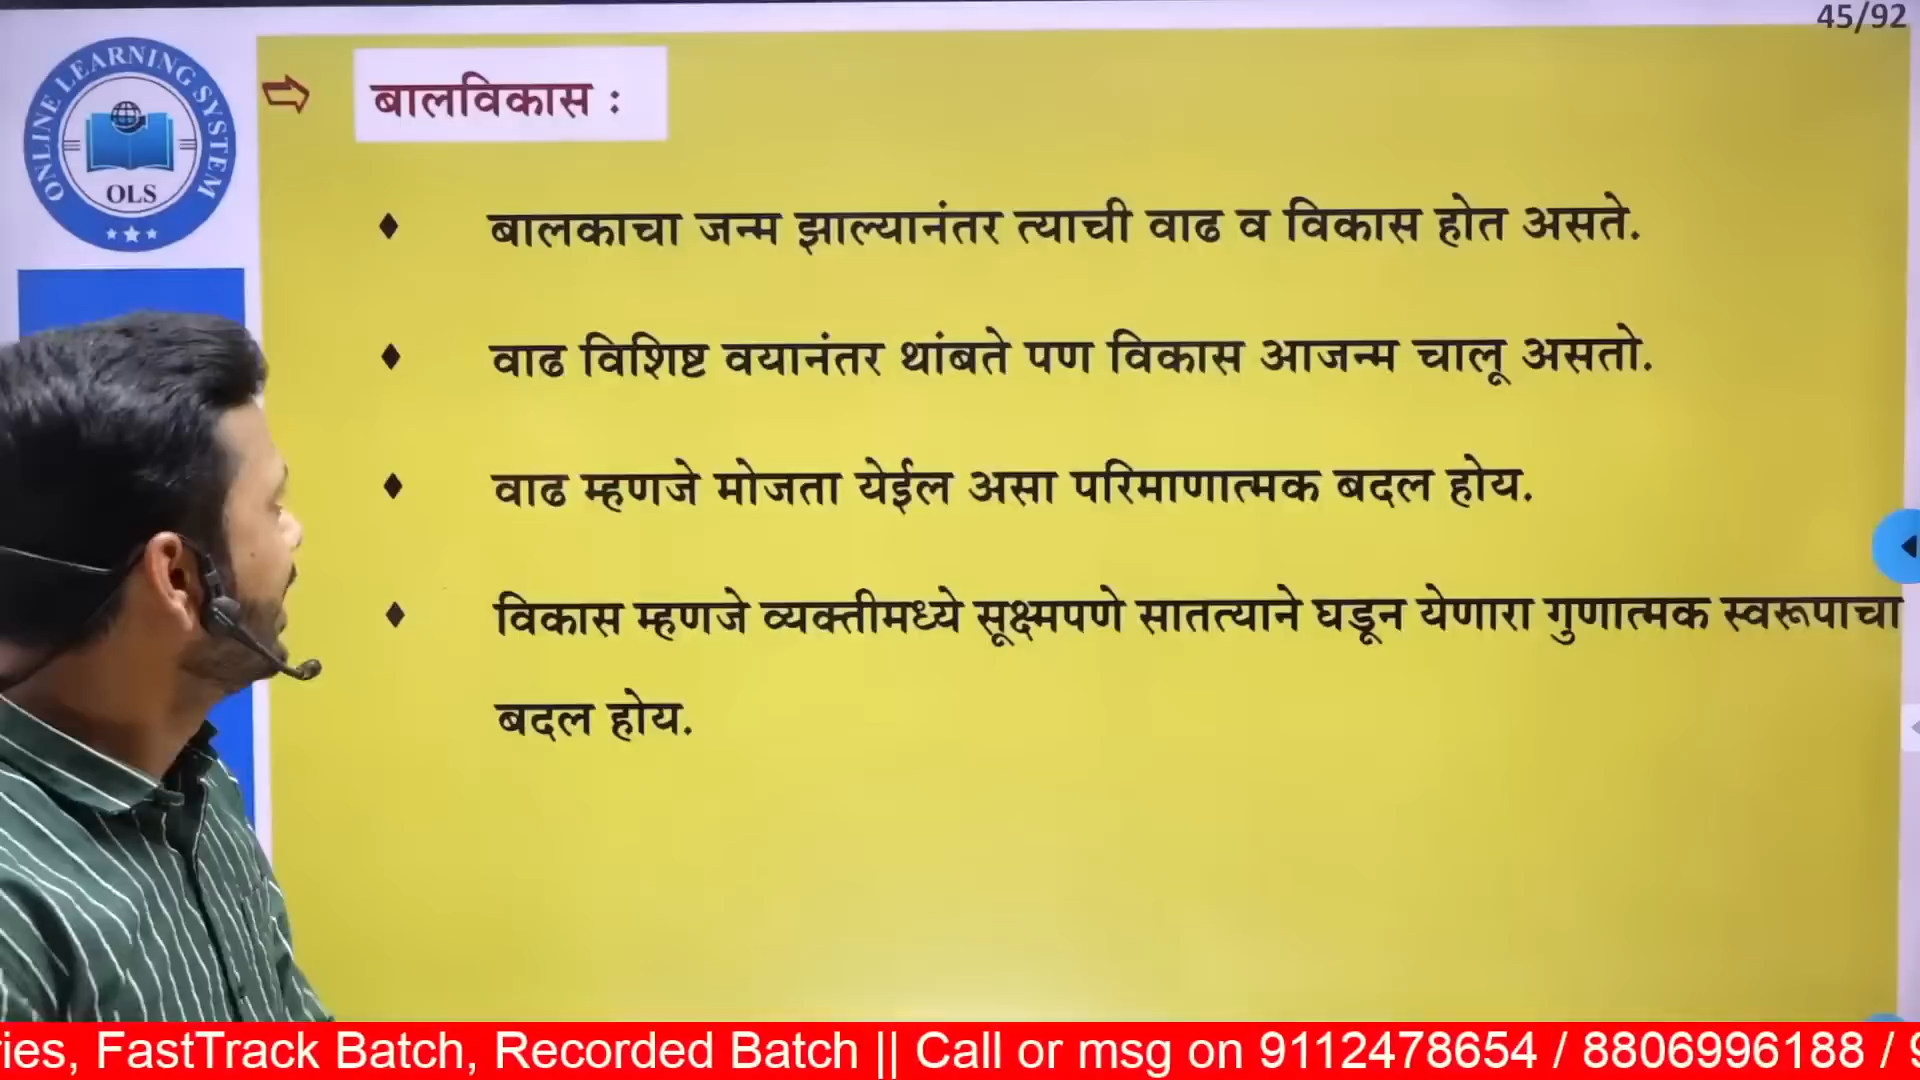 45/92
ONLINE LEARNING SYSTEM
OLS
बालविकास :
बालकाचा जन्म झाल्यानंतर त्याची वाढ व विकास होत असते.
वाढ विशिष्ट वयानंतर थांबते पण विकास आजन्म चालू असतो.
वाढ म्हणजे मोजता येईल असा परिमाणात्मक बदल होय.
विकास म्हणजे व्यक्तीमध्ये सूक्ष्मपणे सातत्याने घडून येणारा गुणात्मक स्वरूपाचा
बदल होय.
ries, FastTrack Batch, Recorded Batch || Call or msg on 9112478654 / 8806996188 / 9